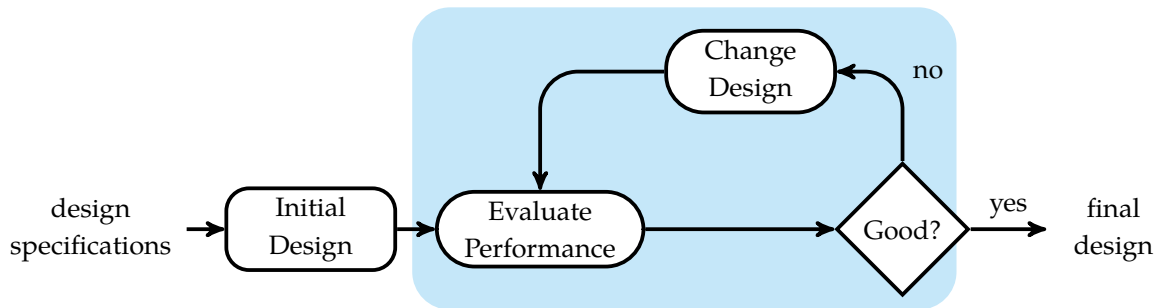 design
specifications
Initial
Design
Evaluate
Performance
Change
Design
Good?
no
yes
final
design